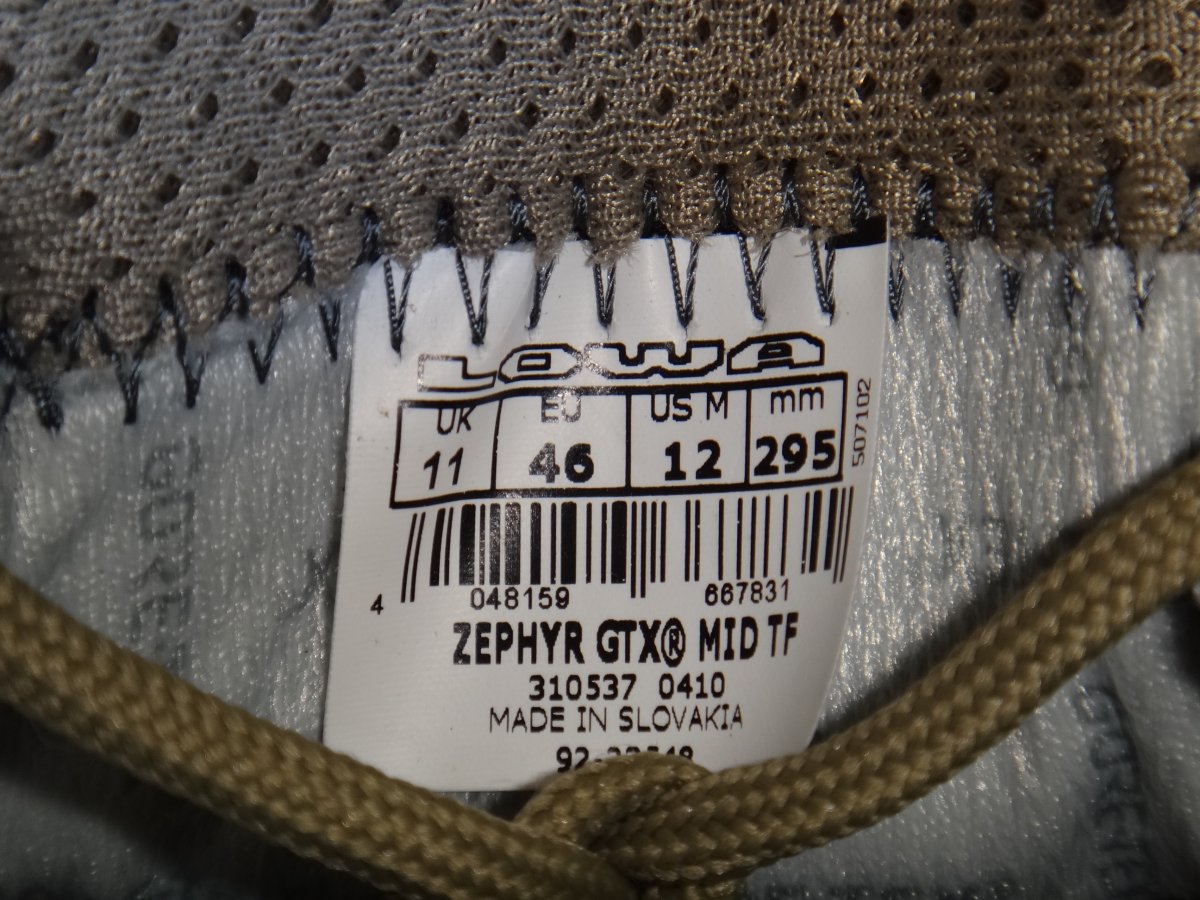 LOWA
UK EU US M mm
11 46 12 295
507102
4 048159 667831
ZEPHYR GTX® MID TF
310537 0410
MADE IN SLOVAKIA